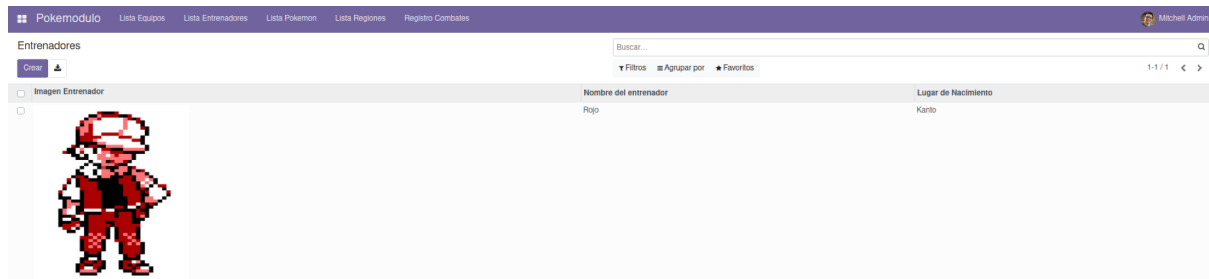 Pokemodulo Lista Equipos Lista Entrenadores Lista Pokemon Lista Regiones Registro Combates Mitchell Admin
Entrenadores Buscar...
Crear Filtros Agrupar por Favoritos 1-1 / 1
Imagen Entrenador Nombre del entrenador Lugar de Nacimiento
Rojo Kanto